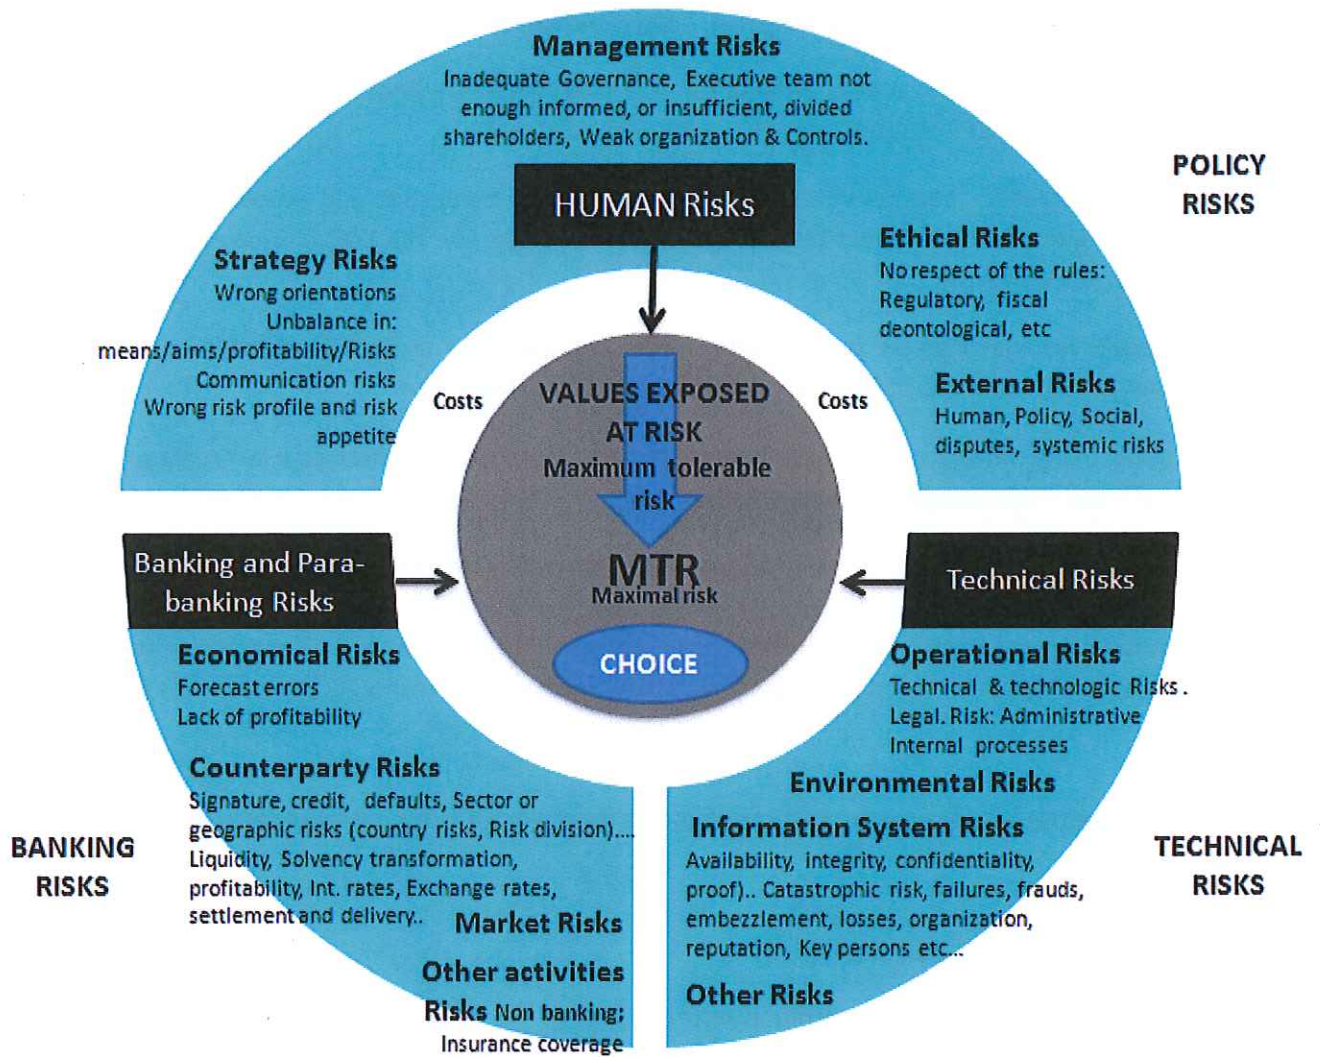 Management Risks
Inadequate Governance, Executive team not
enough informed, or insufficient, divided
shareholders, Weak organization & Controls.
HUMAN Risks
POLICY
RISKS
Strategy Risks
Wrong orientations
Unbalance in:
means/aims/profitability/Risks
Communication risks
Wrong risk profile and risk
appetite
Ethical Risks
No respect of the rules:
Regulatory, fiscal
deontological, etc
External Risks
Human, Policy, Social,
disputes, systemic risks
Costs
VALUES EXPOSED
AT RISK
Maximum tolerable
risk
MTR
Maximal risk
CHOICE
Costs
Banking and Para-
banking Risks
Economical Risks
Forecast errors
Lack of profitability
Counterparty Risks
Signature, credit, defaults, Sector or
geographic risks (country risks, Risk division)....
Liquidity, Solvency transformation,
profitability, Int. rates, Exchange rates,
settlement and delivery..
Market Risks
Other activities
Risks Non banking:
Insurance coverage
BANKING
RISKS
Technical Risks
Operational Risks
Technical & technologic Risks .
Legal. Risk: Administrative
Internal processes
Environmental Risks
Information System Risks
Availability, integrity, confidentiality,
proof).. Catastrophic risk, failures, frauds,
embezzlement, losses, organization,
reputation, Key persons etc...
Other Risks
TECHNICAL
RISKS